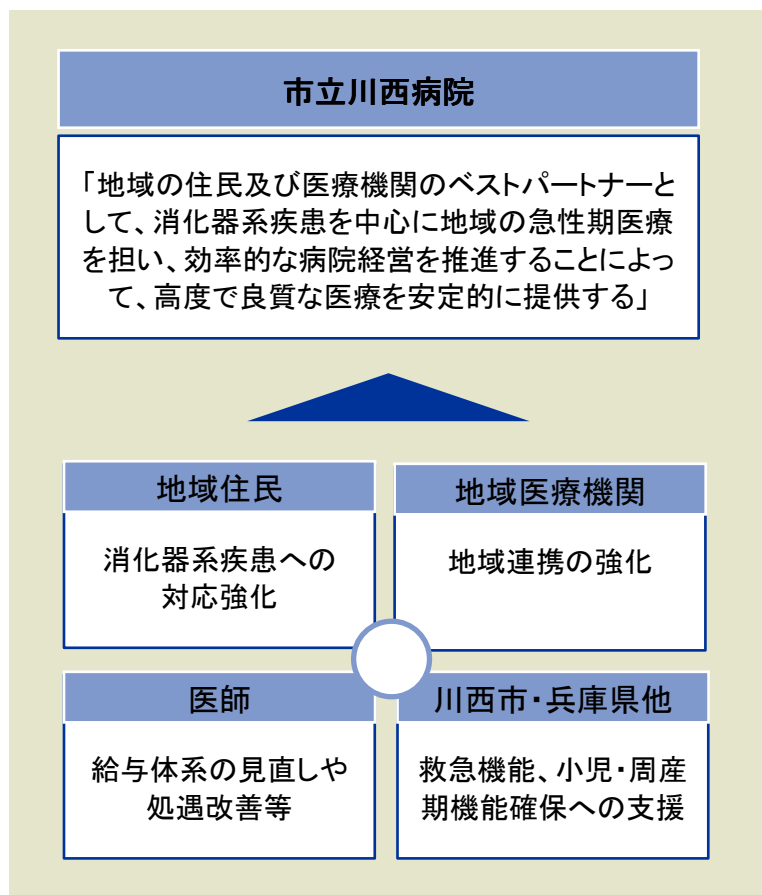 市立川西病院
「地域の住民及び医療機関のベストパートナーと
して、消化器系疾患を中心に地域の急性期医療
を担い、効率的な病院経営を推進することによっ
て、高度で良質な医療を安定的に提供する」
地域住民
消化器系疾患への
対応強化
地域医療機関
地域連携の強化
医師
給与体系の見直しや
処遇改善等
川西市・兵庫県他
救急機能、小児・周産
期機能確保への支援